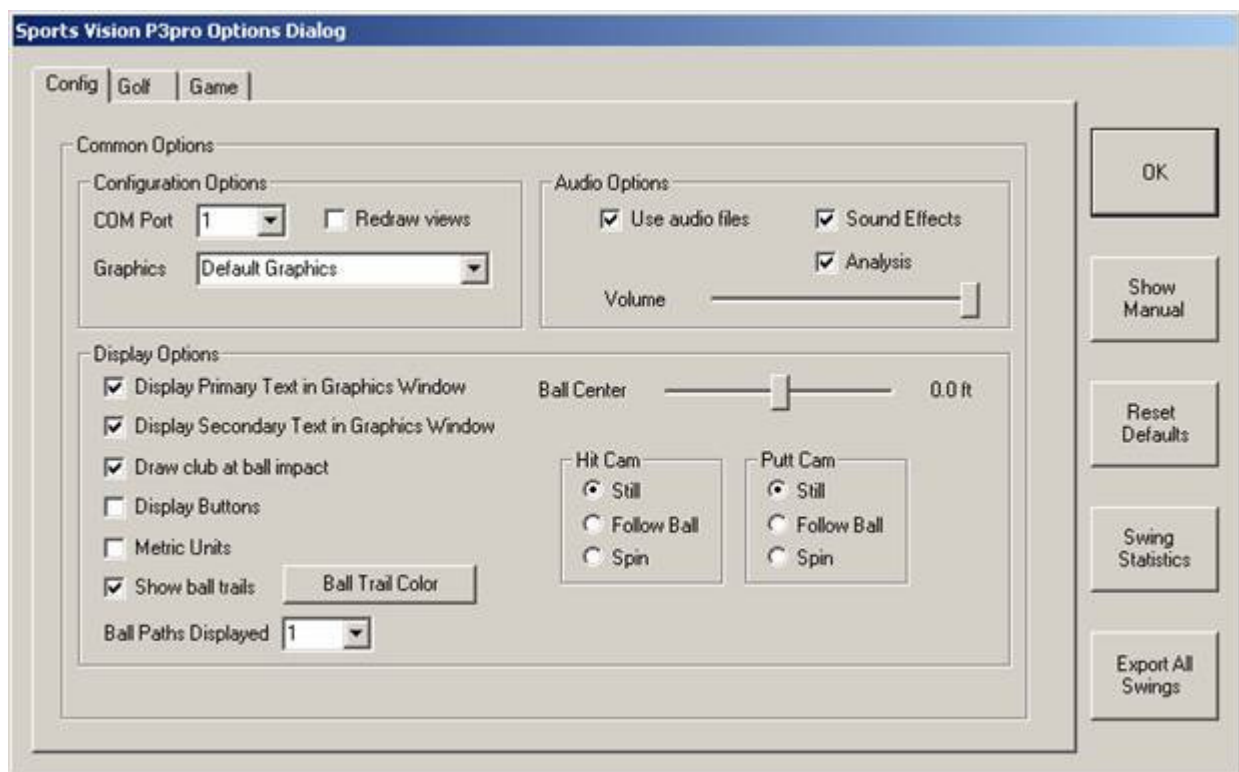 Sports Vision P3pro Options Dialog
Config Golf Game
Common Options
Configuration Options
COM Port 1 Redraw views
Graphics Default Graphics
Audio Options
Use audio files Sound Effects
Analysis
Volume
Display Options
Display Primary Text in Graphics Window
Display Secondary Text in Graphics Window
Draw club at ball impact
Display Buttons
Metric Units
Show ball trails Ball Trail Color
Ball Paths Displayed 1
Ball Center 0.0 ft
Hit Cam
Still
Follow Ball
Spin
Putt Cam
Still
Follow Ball
Spin
OK
Show
Manual
Reset
Defaults
Swing
Statistics
Export All
Swings